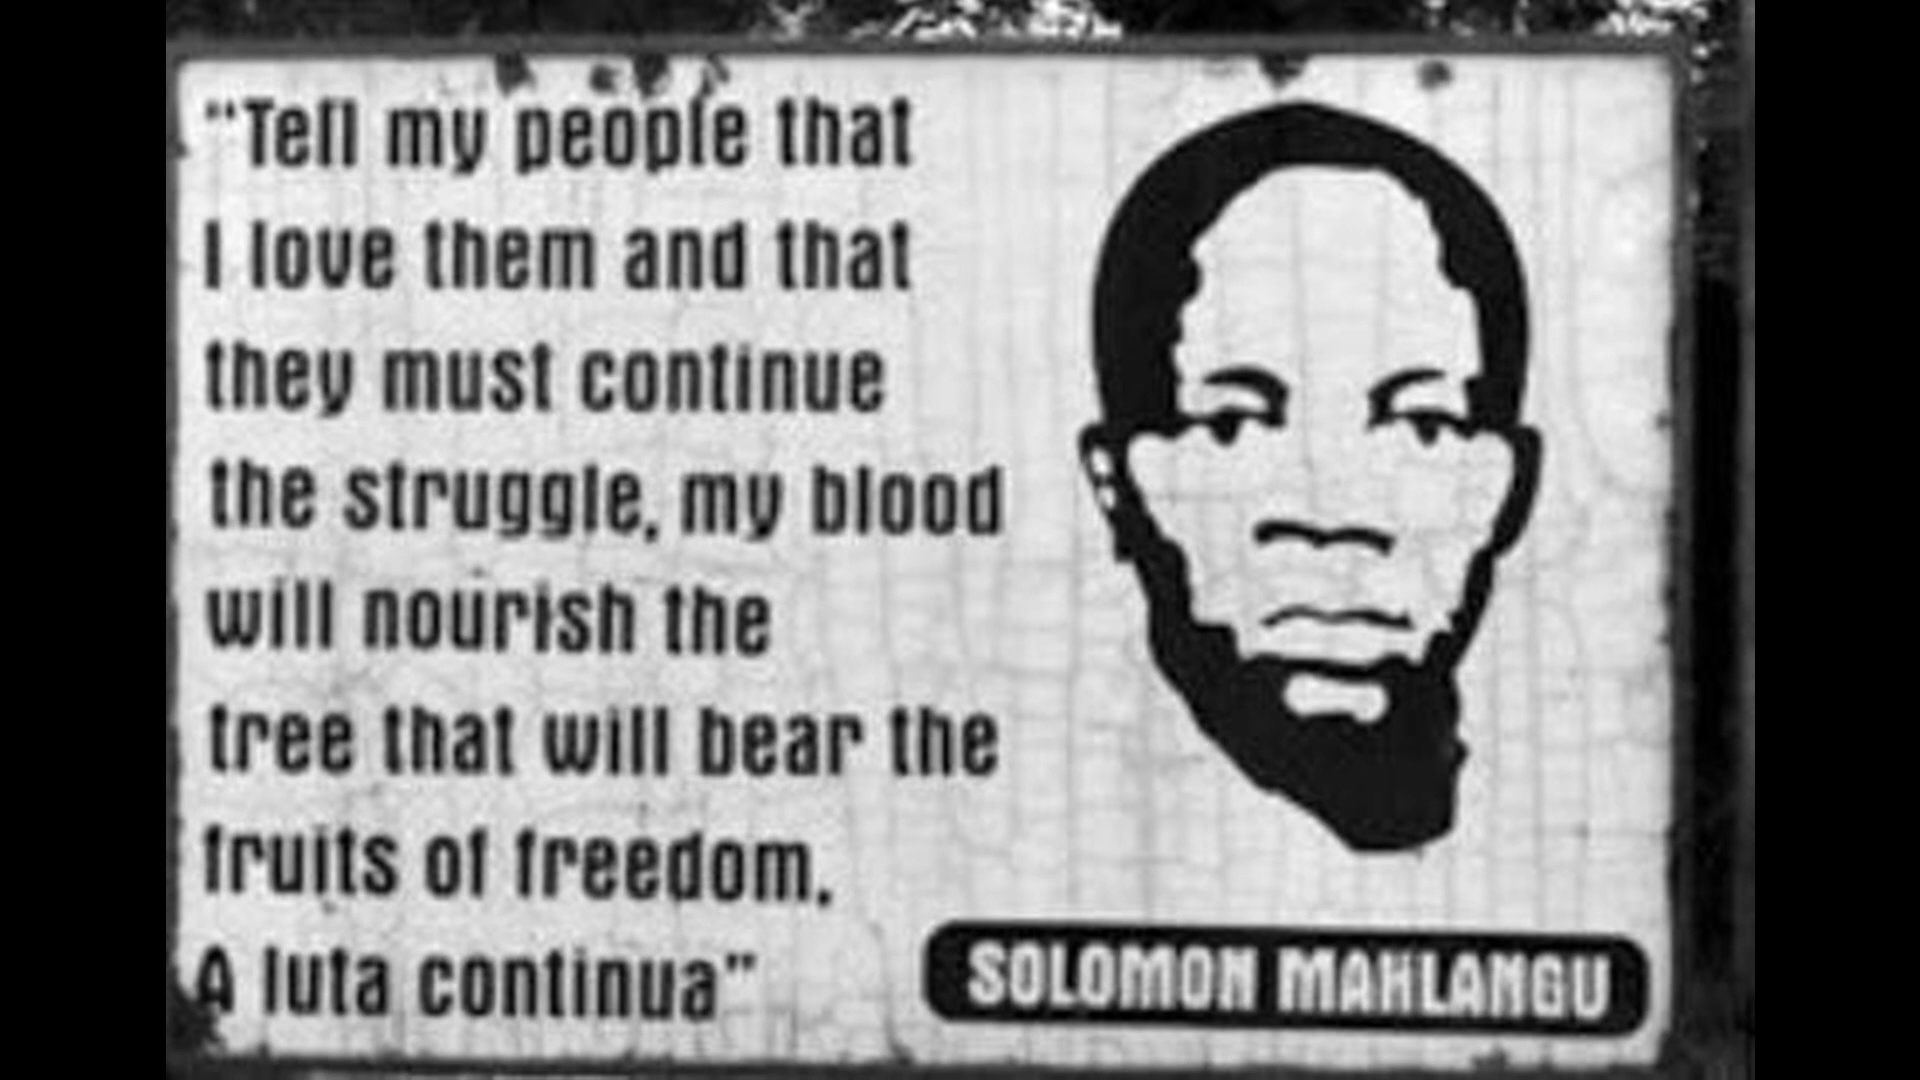 “Tell my people that
I love them and that
they must continue
the struggle, my blood
will nourish the
tree that will bear the
fruits of freedom.
A luta continua”
SOLOMON MAHLANGU